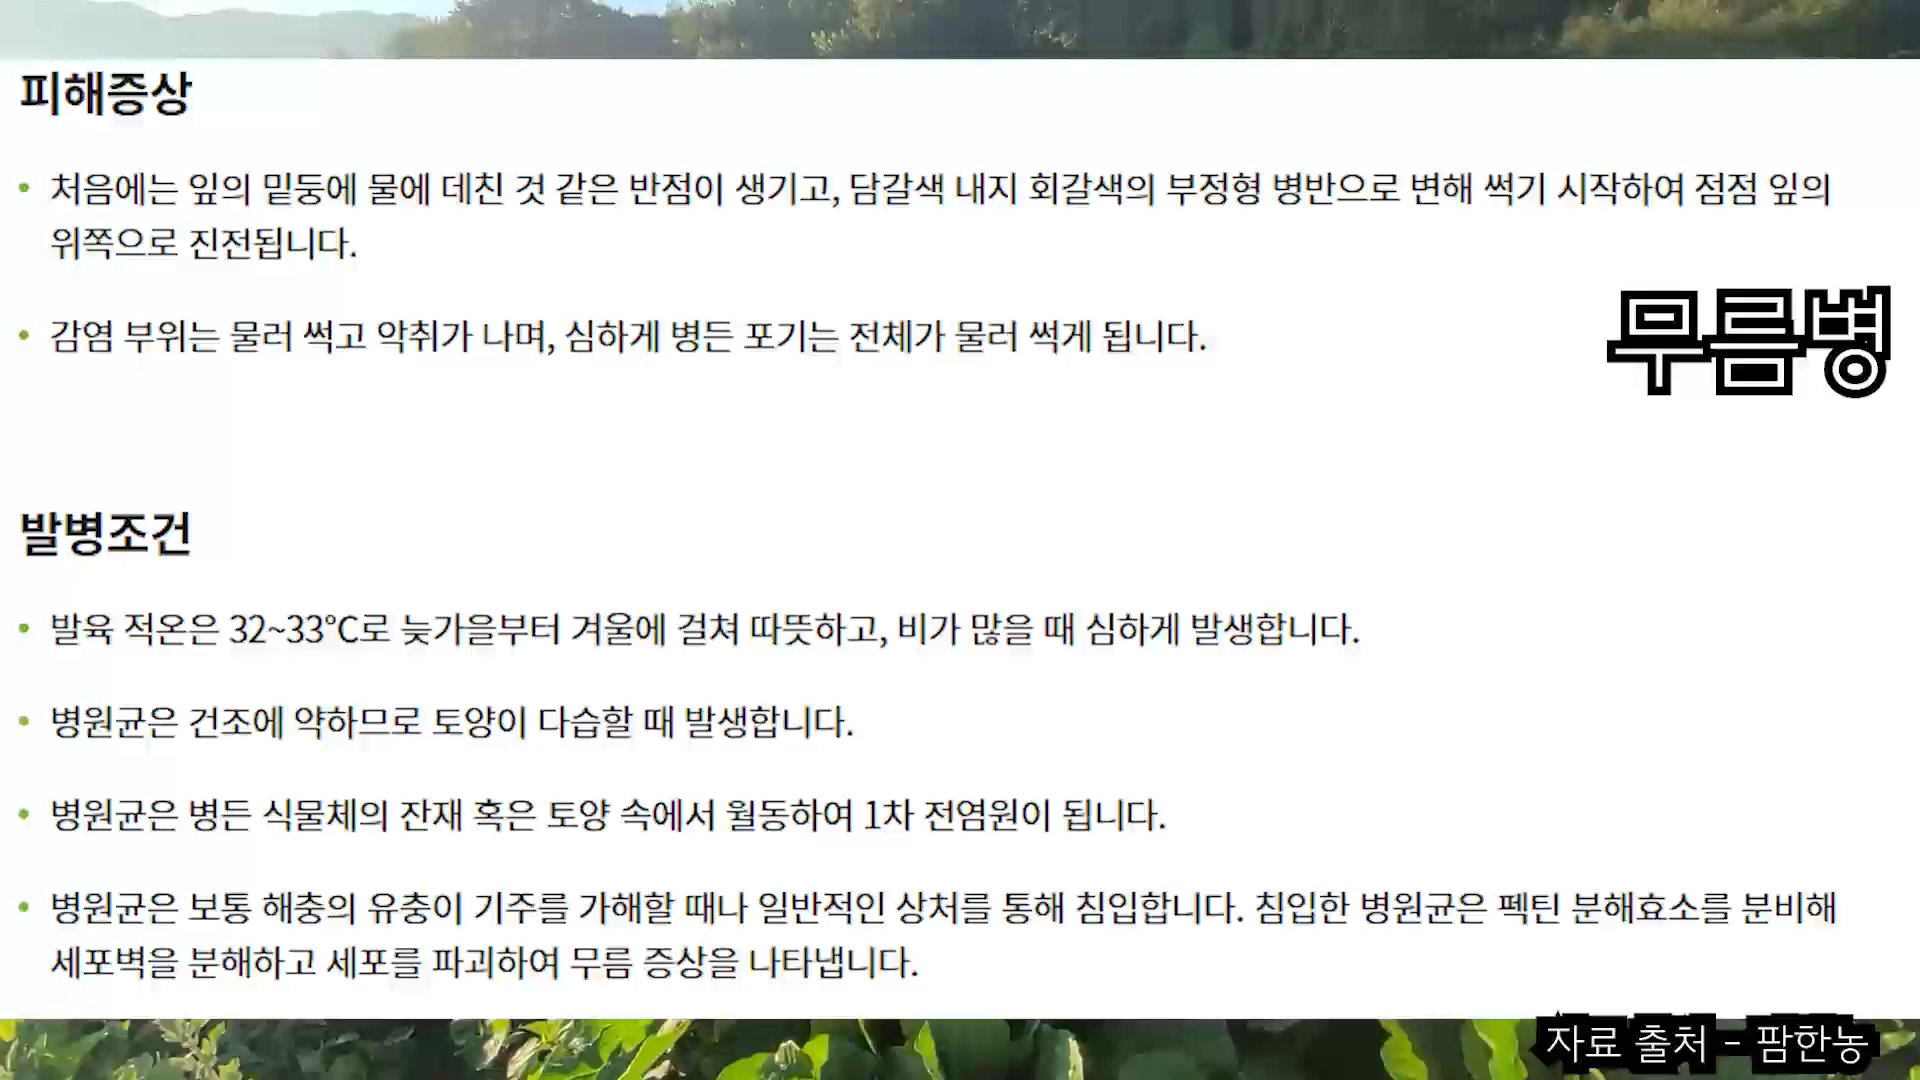 피해증상
• 처음에는 잎의 밑둥에 물에 데친 것 같은 반점이 생기고, 담갈색 내지 회갈색의 부정형 병반으로 변해 썩기 시작하여 점점 잎의
위쪽으로 진전됩니다.
• 감염 부위는 물러 썩고 악취가 나며, 심하게 병든 포기는 전체가 물러 썩게 됩니다.
무름병
발병조건
• 발육 적온은 32~33°C로 늦가을부터 겨울에 걸쳐 따뜻하고, 비가 많을 때 심하게 발생합니다.
• 병원균은 건조에 약하므로 토양이 다습할 때 발생합니다.
• 병원균은 병든 식물체의 잔재 혹은 토양 속에서 월동하여 1차 전염원이 됩니다.
• 병원균은 보통 해충의 유충이 기주를 가해할 때나 일반적인 상처를 통해 침입합니다. 침입한 병원균은 펙틴 분해효소를 분비해
세포벽을 분해하고 세포를 파괴하여 무름 증상을 나타냅니다.
자료 출처 - 팜한농